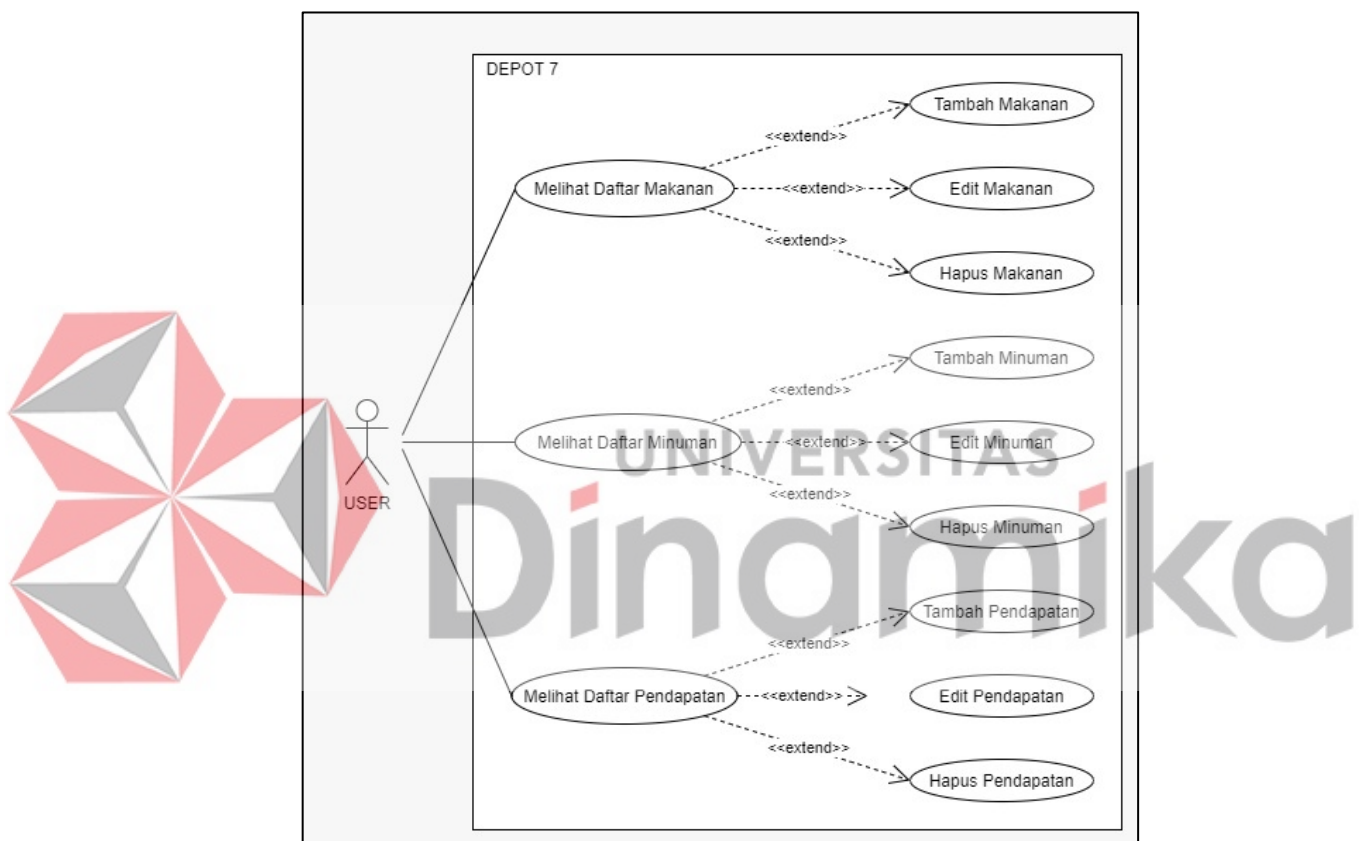 DEPOT 7
Tambah Makanan
<<extend>>
Melihat Daftar Makanan
<<extend>>
Edit Makanan
<<extend>>
Hapus Makanan
Tambah Minuman
<<extend>>
Melihat Daftar Minuman
<<extend>>
Edit Minuman
UNIVERSITAS
USER
<<extend>>
Hapus Minuman
Dinamika
Tambah Pendapatan
<<extend>>
Melihat Daftar Pendapatan
<<extend>>
Edit Pendapatan
<<extend>>
Hapus Pendapatan